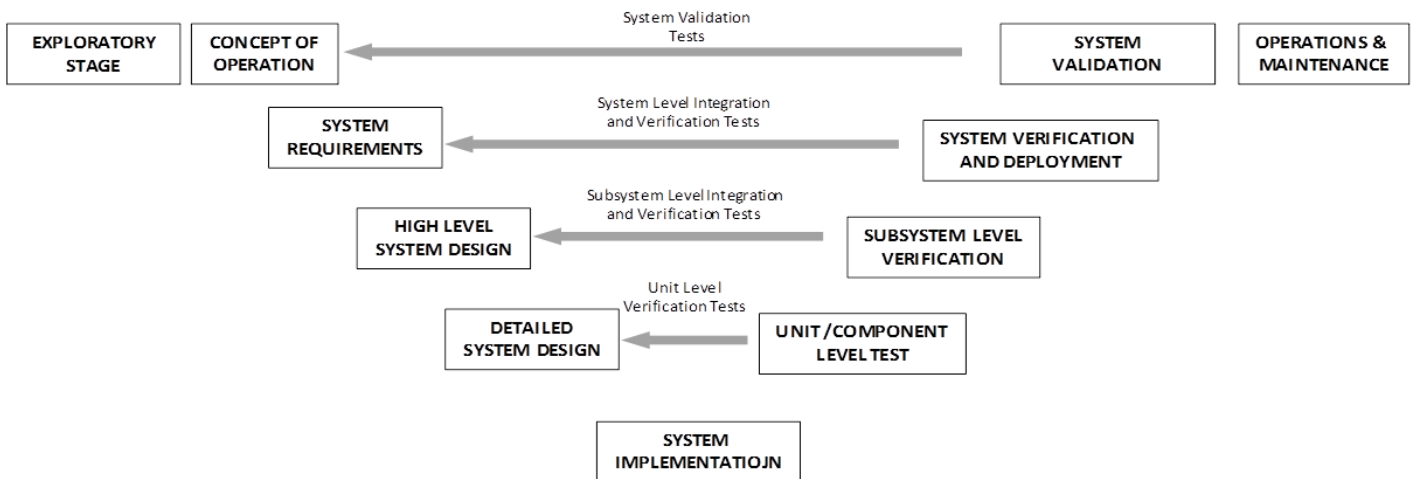 System Validation
Tests
EXPLORATORY
STAGE
CONCEPT OF
OPERATION
SYSTEM
VALIDATION
OPERATIONS &
MAINTENANCE
System Level Integration
and Verification Tests
SYSTEM
REQUIREMENTS
SYSTEM VERIFICATION
AND DEPLOYMENT
Subsystem Level Integration
and Verification Tests
HIGH LEVEL
SYSTEM DESIGN
SUBSYSTEM LEVEL
VERIFICATION
Unit Level
Verification Tests
DETAILED
SYSTEM DESIGN
UNIT/COMPONENT
LEVEL TEST
SYSTEM
IMPLEMENTATIOJN